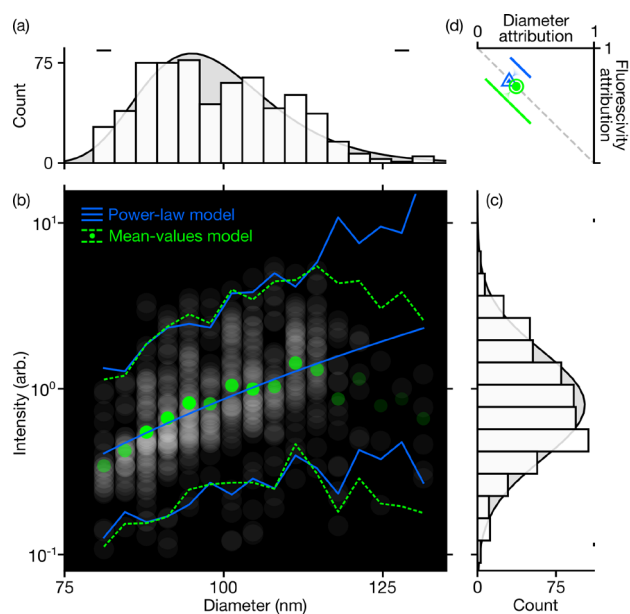 (a)
(d)
0
Diameter
attribution
1
1
Fluorescivity
attribution
75
Count
0
(b)
Power-law model
Mean-values model
(c)
10¹
10⁰
10⁻¹
Intensity (arb.)
75
100
125
Diameter (nm)
0
75
Count